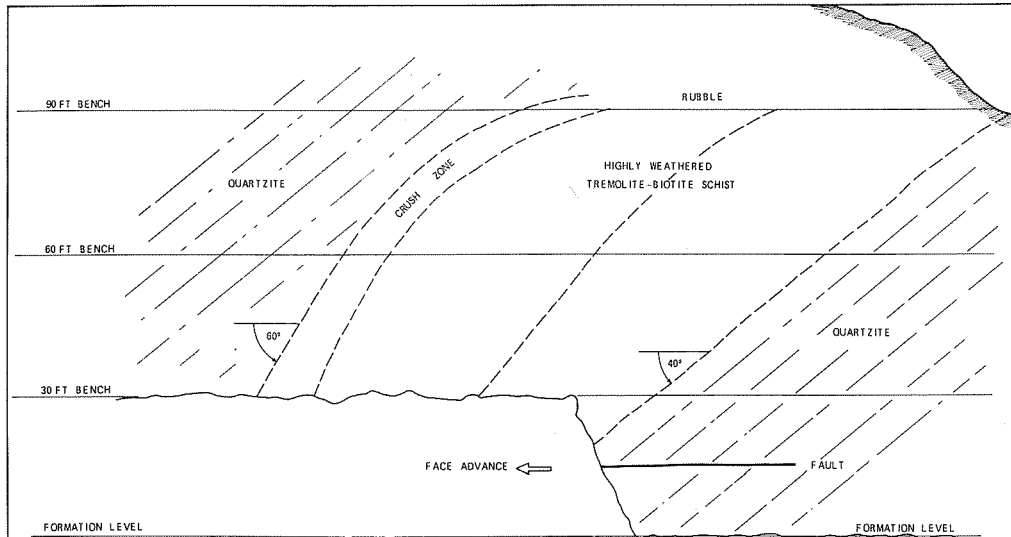 90 FT BENCH
RUBBLE
HIGHLY WEATHERED
TREMOLITE-BIOTITE SCHIST
QUARTZITE
CRUSH ZONE
60 FT BENCH
60°
QUARTZITE
40°
30 FT BENCH
FACE ADVANCE
FAULT
FORMATION LEVEL
FORMATION LEVEL